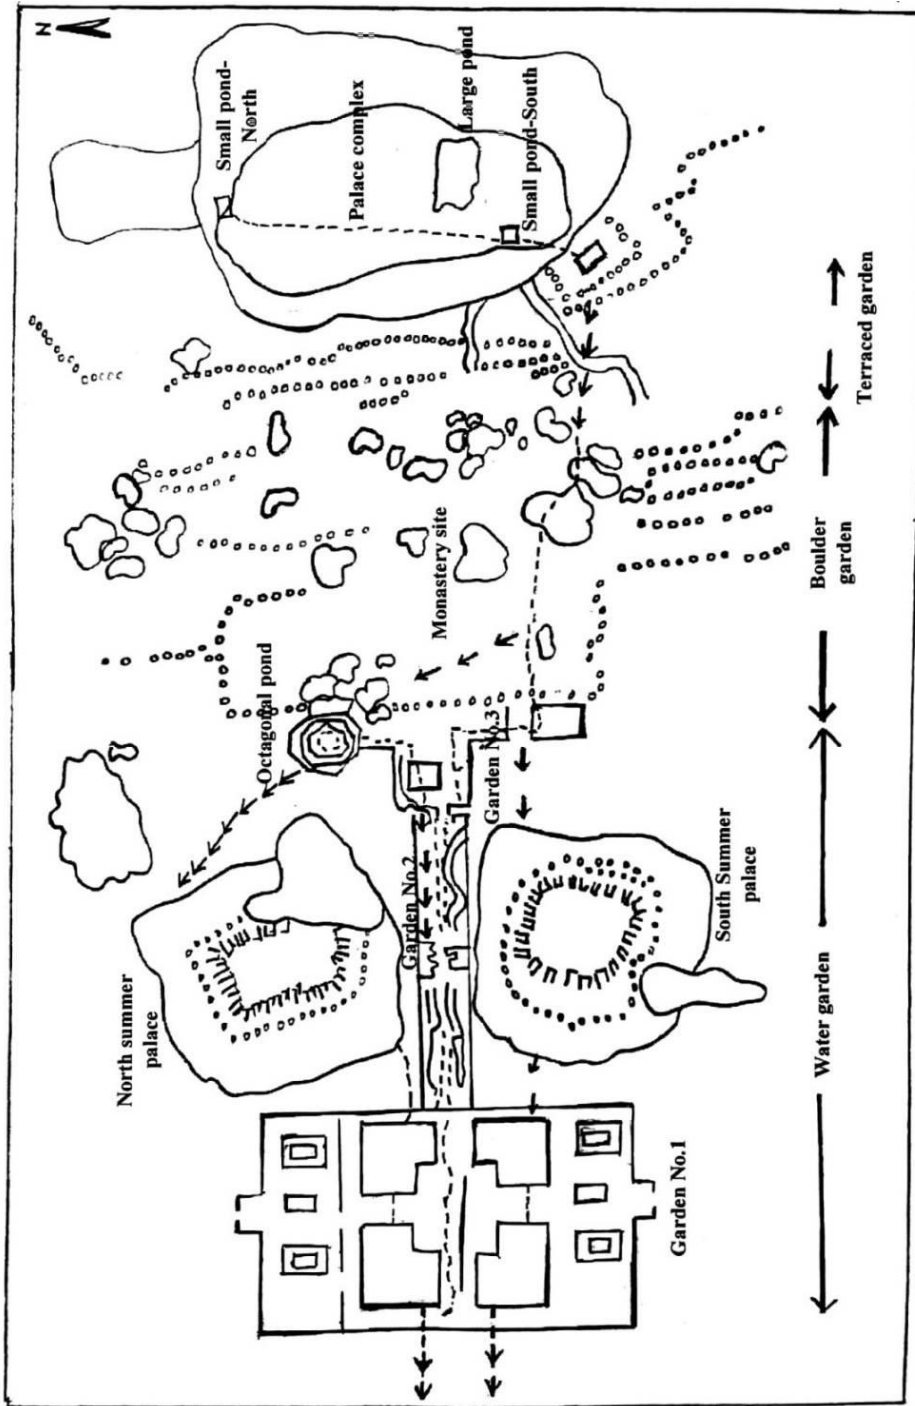 N
North summer
palace
Small pond-
North
Octagonal pond
Palace complex
Garden No.2
Monastery site
Large pond
Garden No.3
Small pond-South
Garden No.1
South Summer
palace
Water garden
Boulder
garden
Terraced garden